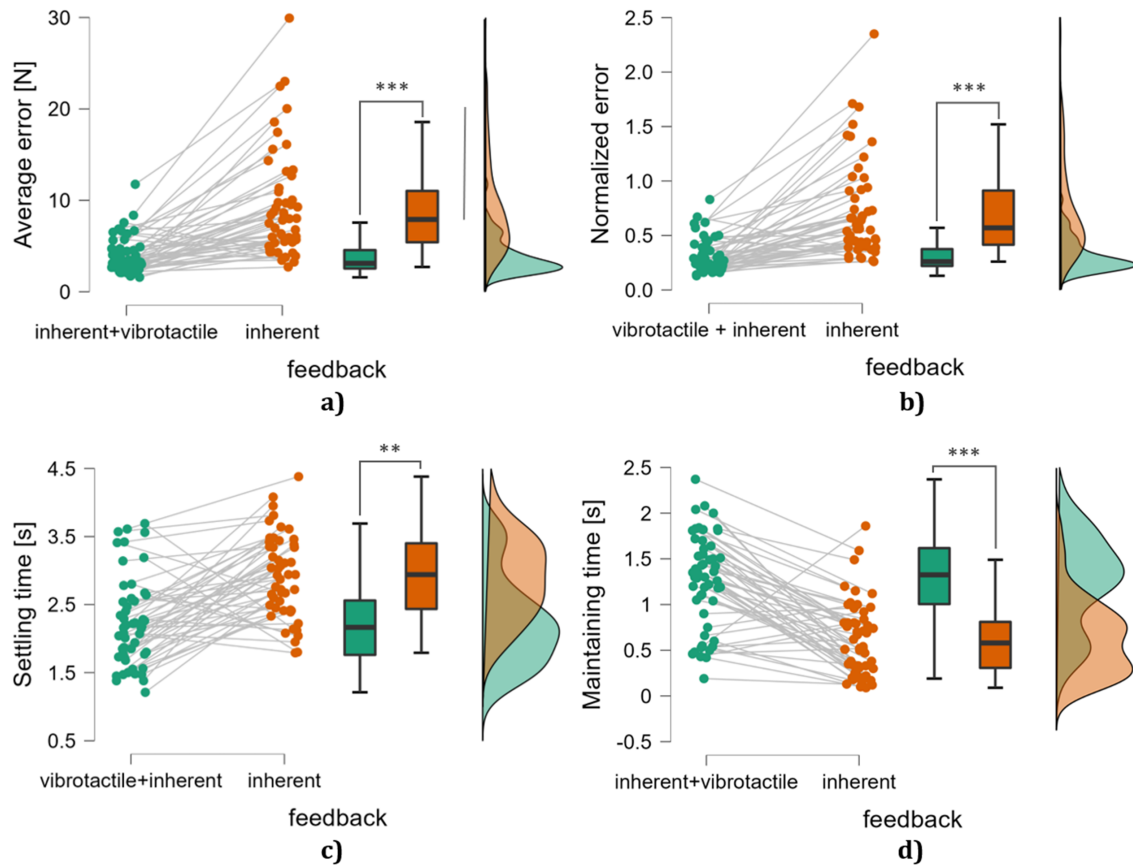 Average error [N]
30
20
10
0
***
inherent+vibrotactile
inherent
feedback
a)
Normalized error
2.5
2.0
1.5
1.0
0.5
0.0
***
vibrotactile + inherent
inherent
feedback
b)
Settling time [s]
4.5
3.5
2.5
1.5
0.5
**
vibrotactile+inherent
inherent
feedback
c)
Maintaining time [s]
2.5
2
1.5
1
0.5
0
-0.5
***
inherent+vibrotactile
inherent
feedback
d)